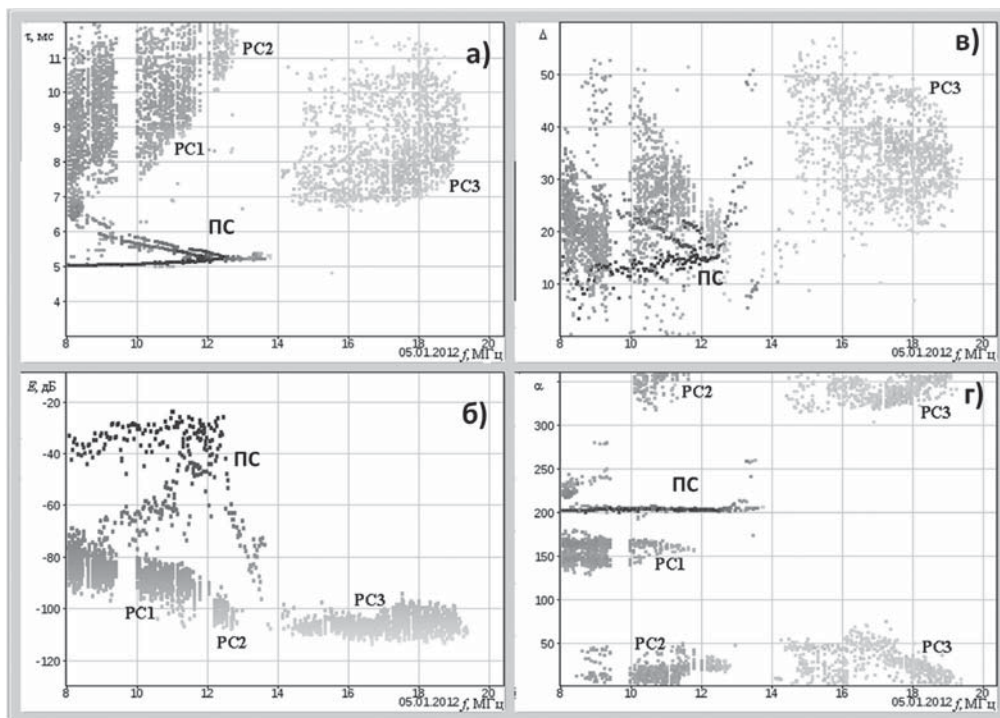 τ, мс
11
10
9
8
7
6
5
4
8
10
12
14
16
18
20
05.01.2012 f, МГц
РС2
а)
РС1
РС3
ПС
Δ
50
40
30
20
10
8
10
12
14
16
18
20
05.01.2012 f, МГц
в)
РС3
ПС
E, дБ
-20
-40
-60
-80
-100
-120
8
10
12
14
16
18
20
05.01.2012 f, МГц
б)
ПС
РС1
РС3
РС2
α
300
250
200
150
100
50
8
10
12
14
16
18
20
05.01.2012 f, МГц
РС2
г)
РС3
ПС
РС1
РС2
РС3